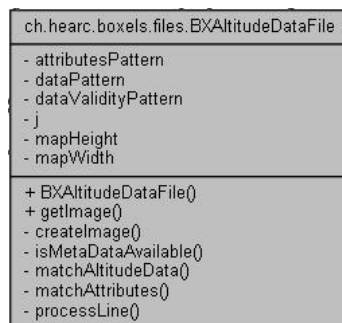 ch.hearc.boxels.files.BXAltitudeDataFile
- attributesPattern
- dataPattern
- dataValidityPattern
- j
- mapHeight
- mapWidth
+ BXAltitudeDataFile()
+ getImage()
- createImage()
- isMetaDataAvailable()
- matchAltitudeData()
- matchAttributes()
- processLine()